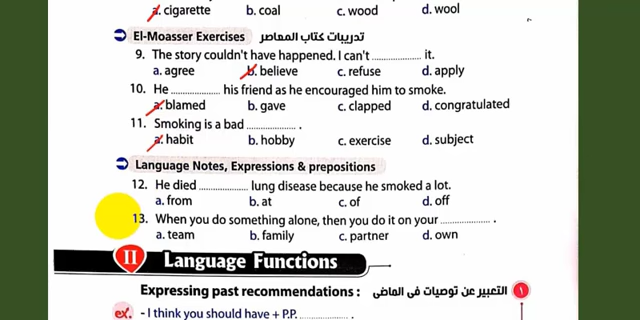 a. cigarette b. coal c. wood d. wool
El-Moasser Exercises تدريبات كتاب المعاصر
9. The story couldn't have happened. I can't .............. it.
a. agree b. believe c. refuse d. apply
10. He .............. his friend as he encouraged him to smoke.
a. blamed b. gave c. clapped d. congratulated
11. Smoking is a bad .............. .
a. habit b. hobby c. exercise d. subject
Language Notes, Expressions & prepositions
12. He died .............. lung disease because he smoked a lot.
a. from b. at c. of d. off
13. When you do something alone, then you do it on your .............. .
a. team b. family c. partner d. own
II Language Functions
Expressing past recommendations : التعبير عن توصيات فى الماضى ١
ex. - I think you should have + P.P. ..............